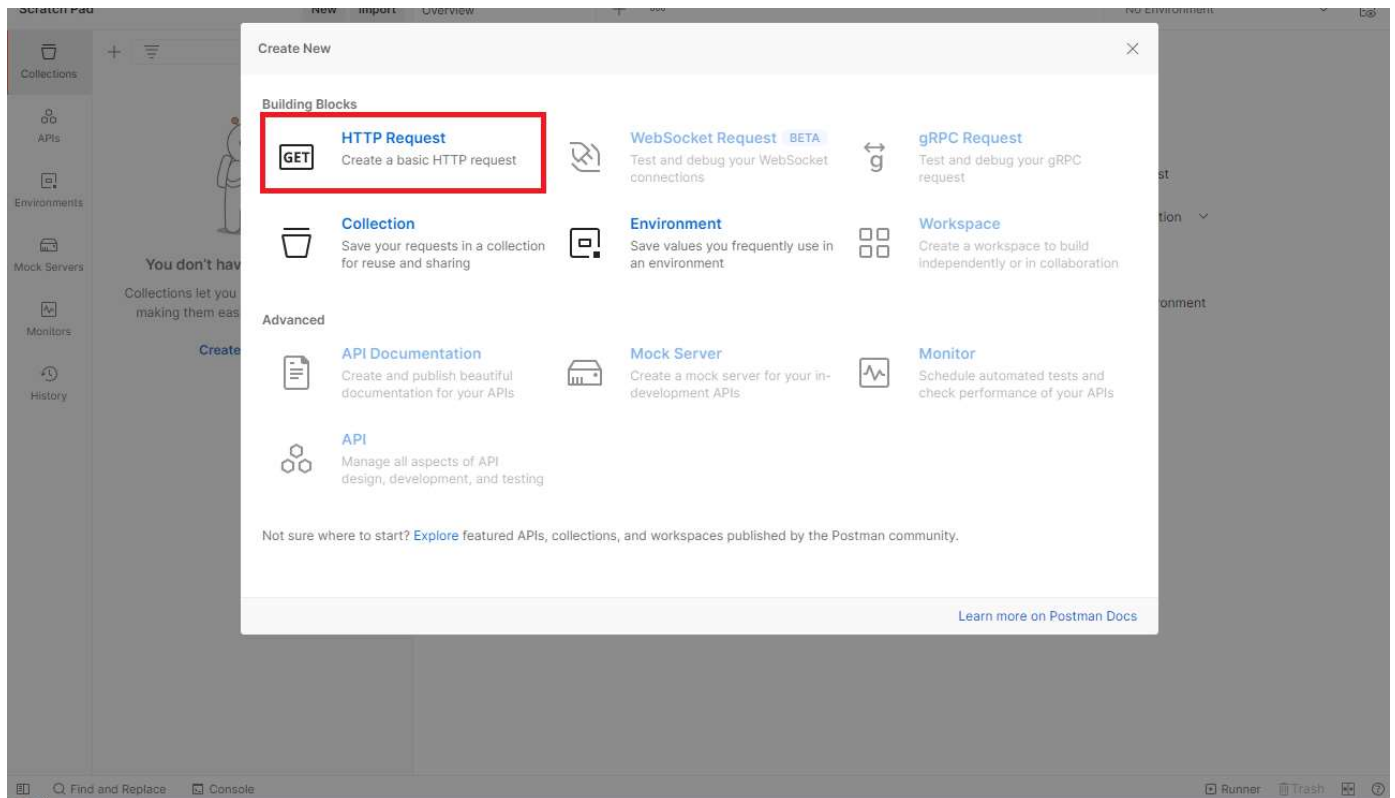 Scratch Pad
New
Import
Overview
No Environment
Create New
Collections
APIs
Environments
Mock Servers
Monitors
History
You don't hav
Collections let you
making them eas
Create
Building Blocks
GET
HTTP Request
Create a basic HTTP request
WebSocket Request BETA
Test and debug your WebSocket
connections
g
gRPC Request
Test and debug your gRPC
request
Collection
Save your requests in a collection
for reuse and sharing
Environment
Save values you frequently use in
an environment
Workspace
Create a workspace to build
independently or in collaboration
Advanced
API Documentation
Create and publish beautiful
documentation for your APIs
Mock Server
Create a mock server for your in-
development APIs
Monitor
Schedule automated tests and
check performance of your APIs
API
Manage all aspects of API
design, development, and testing
Not sure where to start? Explore featured APIs, collections, and workspaces published by the Postman community.
Learn more on Postman Docs
st
tion
onment
Find and Replace
Console
Runner
Trash